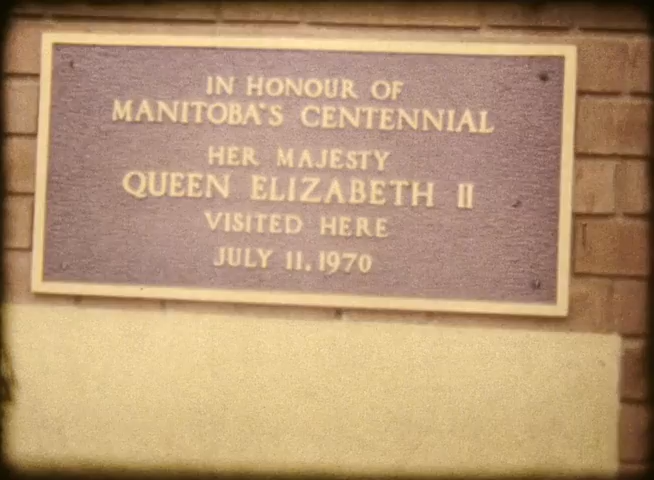 IN HONOUR OF
MANITOBA'S CENTENNIAL
HER MAJESTY
QUEEN ELIZABETH II
VISITED HERE
JULY 11, 1970